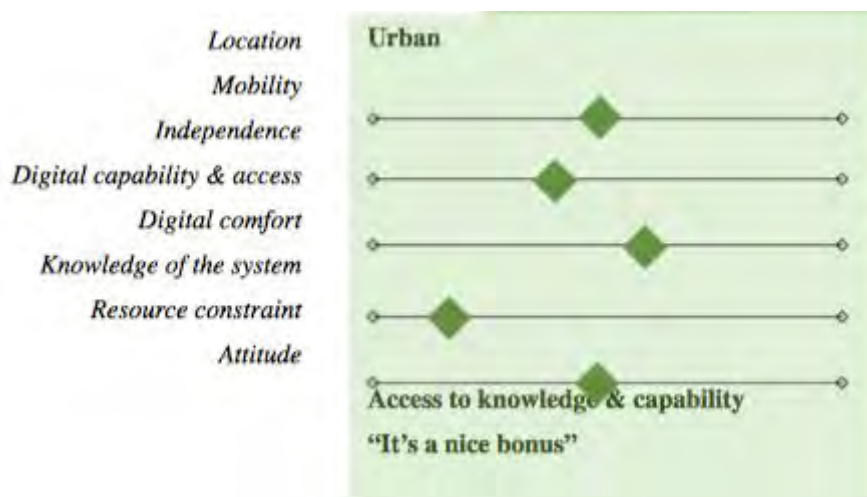 Location
Urban
Mobility
Independence
Digital capability & access
Digital comfort
Knowledge of the system
Resource constraint
Attitude
Access to knowledge & capability
“It’s a nice bonus”